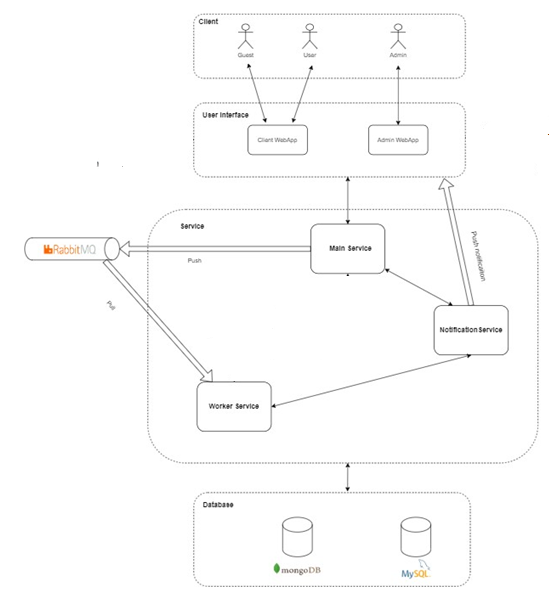 Client
Guest
User
Admin
User Interface
Client WebApp
Admin WebApp
Service
Main Service
RabbitMQ
Push
Push notification
Pull
Notification Service
Worker Service
Database
mongoDB
MySQL